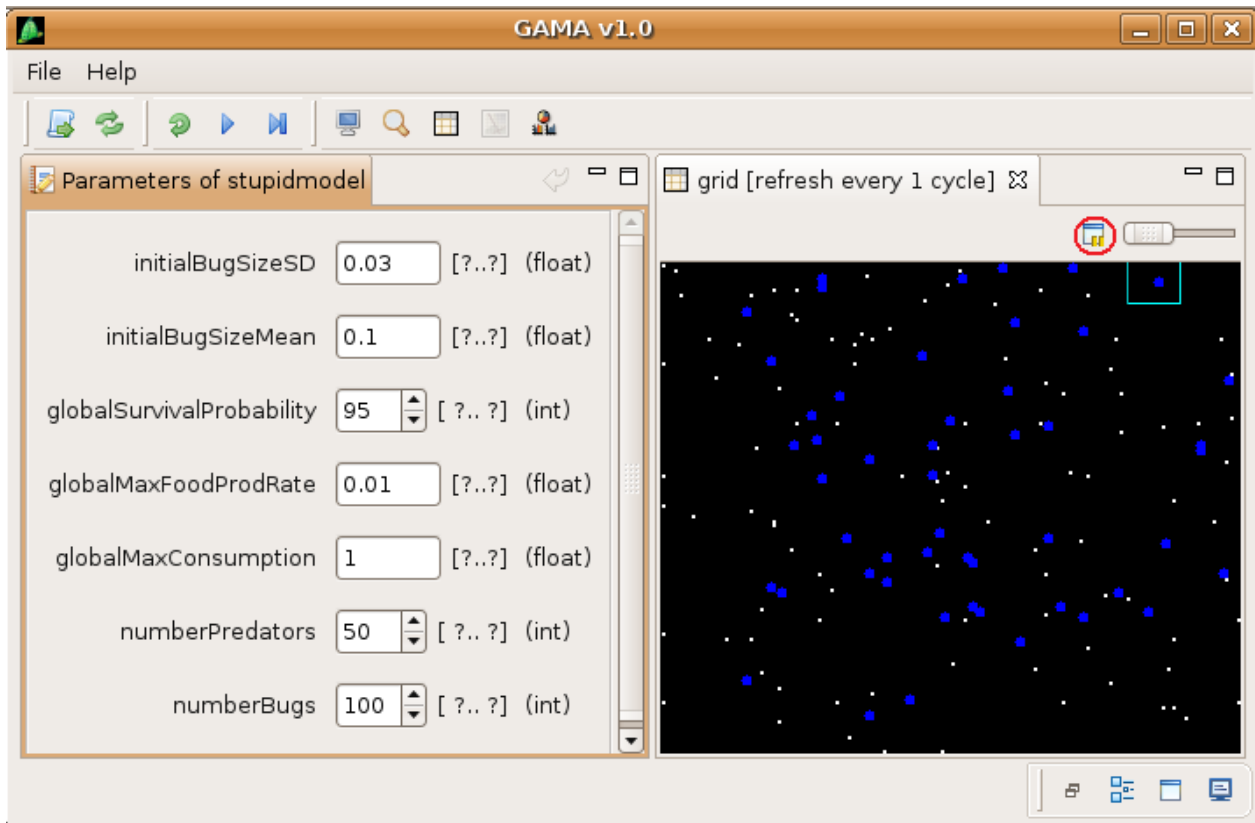 GAMA v1.0
File Help
Parameters of stupidmodel
grid [refresh every 1 cycle]
initialBugSizeSD 0.03 [?..?] (float)
initialBugSizeMean 0.1 [?..?] (float)
globalSurvivalProbability 95 [ ?.. ?] (int)
globalMaxFoodProdRate 0.01 [?..?] (float)
globalMaxConsumption 1 [?..?] (float)
numberPredators 50 [ ?.. ?] (int)
numberBugs 100 [ ?.. ?] (int)